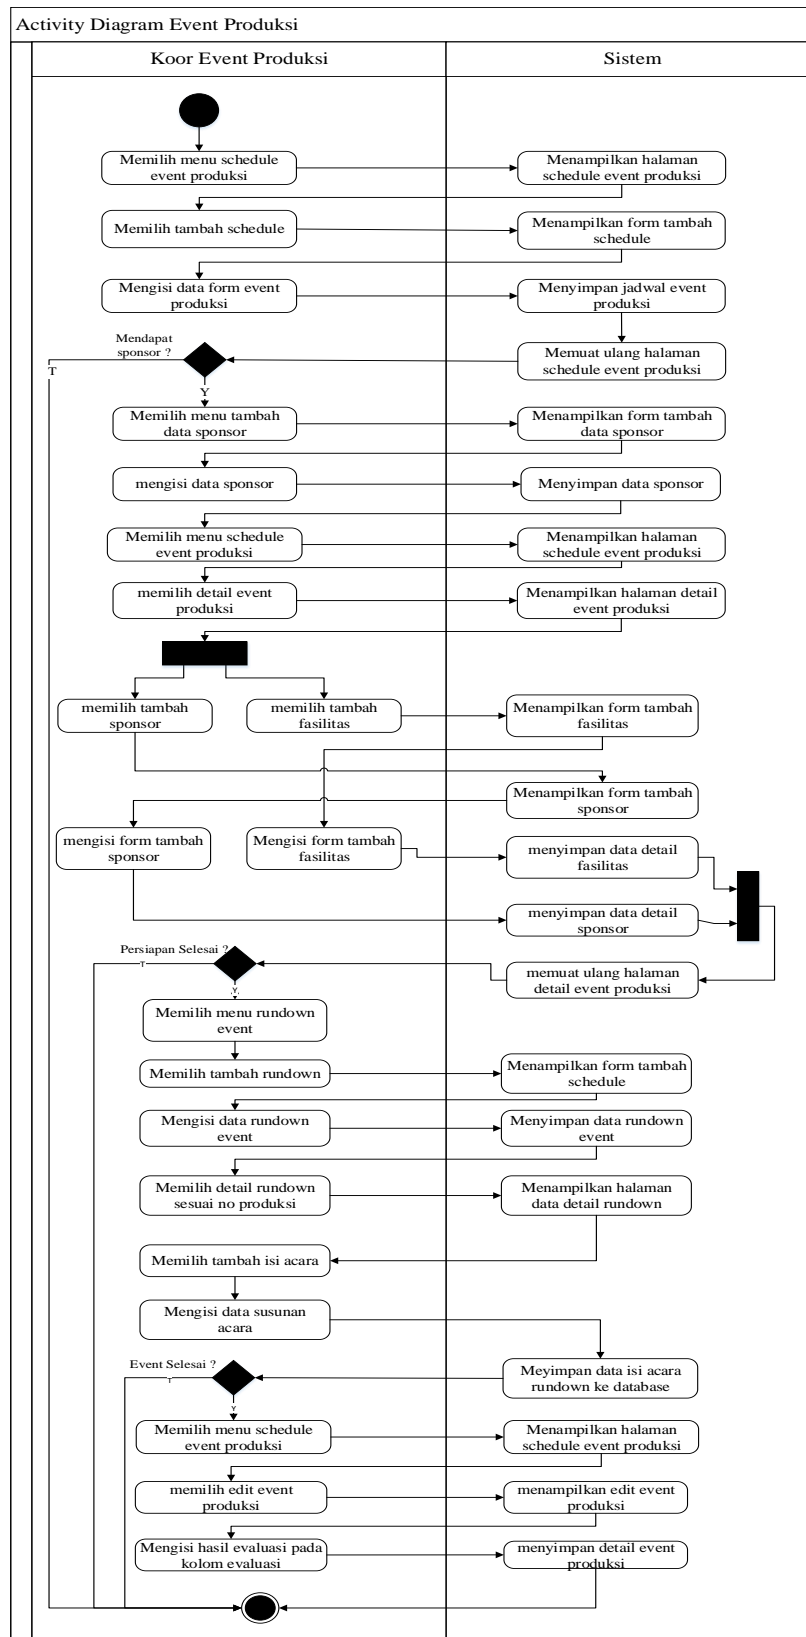 Activity Diagram Event Produksi
Koor Event Produksi
Sistem
Memilih menu schedule
event produksi
Menampilkan halaman
schedule event produksi
Memilih tambah schedule
Menampilkan form tambah
schedule
Mengisi data form event
produksi
Menyimpan jadwal event
produksi
Mendapat
sponsor ?
T
Y
Memuat ulang halaman
schedule event produksi
Memilih menu tambah
data sponsor
Menampilkan form tambah
data sponsor
mengisi data sponsor
Menyimpan data sponsor
Memilih menu schedule
event produksi
Menampilkan halaman
schedule event produksi
memilih detail event
produksi
Menampilkan halaman detail
event produksi
memilih tambah
sponsor
memilih tambah
fasilitas
Menampilkan form tambah
fasilitas
Menampilkan form tambah
sponsor
mengisi form tambah
sponsor
Mengisi form tambah
fasilitas
menyimpan data detail
fasilitas
menyimpan data detail
sponsor
Persiapan Selesai ?
T
Y
memuat ulang halaman
detail event produksi
Memilih menu rundown
event
Memilih tambah rundown
Menampilkan form tambah
schedule
Mengisi data rundown
event
Menyimpan data rundown
event
Memilih detail rundown
sesuai no produksi
Menampilkan halaman
data detail rundown
Memilih tambah isi acara
Mengisi data susunan
acara
Event Selesai ?
T
Y
Meyimpan data isi acara
rundown ke database
Memilih menu schedule
event produksi
Menampilkan halaman
schedule event produksi
memilih edit event
produksi
menampilkan edit event
produksi
Mengisi hasil evaluasi pada
kolom evaluasi
menyimpan detail event
produksi